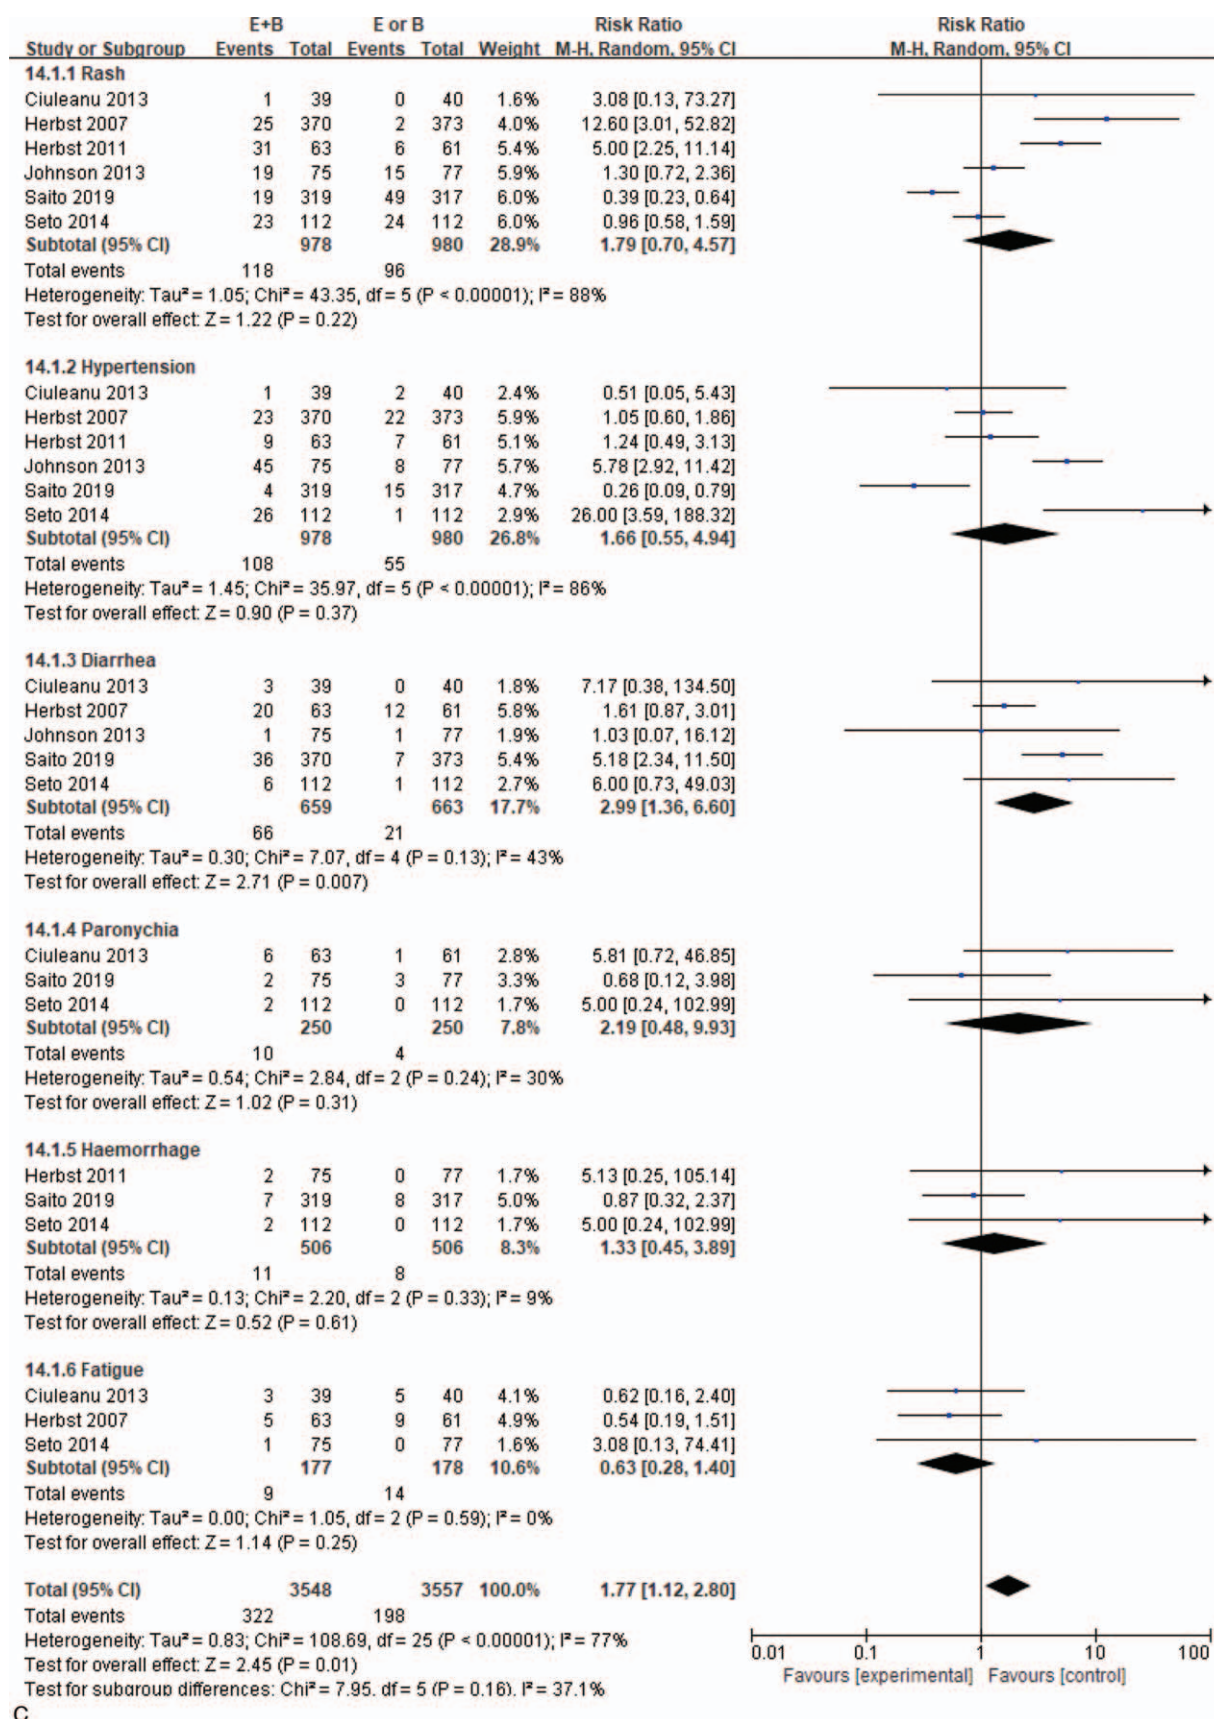 E+B E or B Risk Ratio Risk Ratio
Study or Subgroup Events Total Events Total Weight M-H, Random, 95% CI M-H, Random, 95% CI
14.1.1 Rash
Ciuleanu 2013 1 39 0 40 1.6% 3.08 [0.13, 73.27]
Herbst 2007 25 370 2 373 4.0% 12.60 [3.01, 52.82]
Herbst 2011 31 63 6 61 5.4% 5.00 [2.25, 11.14]
Johnson 2013 19 75 15 77 5.9% 1.30 [0.72, 2.36]
Saito 2019 19 319 49 317 6.0% 0.39 [0.23, 0.64]
Seto 2014 23 112 24 112 6.0% 0.96 [0.58, 1.59]
Subtotal (95% CI) 978 980 28.9% 1.79 [0.70, 4.57]
Total events 118 96
Heterogeneity: Tau² = 1.05; Chi² = 43.35, df = 5 (P < 0.00001); I² = 88%
Test for overall effect: Z = 1.22 (P = 0.22)
14.1.2 Hypertension
Ciuleanu 2013 1 39 2 40 2.4% 0.51 [0.05, 5.43]
Herbst 2007 23 370 22 373 5.9% 1.05 [0.60, 1.86]
Herbst 2011 9 63 7 61 5.1% 1.24 [0.49, 3.13]
Johnson 2013 45 75 8 77 5.7% 5.78 [2.92, 11.42]
Saito 2019 4 319 15 317 4.7% 0.26 [0.09, 0.79]
Seto 2014 26 112 1 112 2.9% 26.00 [3.59, 188.32]
Subtotal (95% CI) 978 980 26.8% 1.66 [0.55, 4.94]
Total events 108 55
Heterogeneity: Tau² = 1.45; Chi² = 35.97, df = 5 (P < 0.00001); I² = 86%
Test for overall effect: Z = 0.90 (P = 0.37)
14.1.3 Diarrhea
Ciuleanu 2013 3 39 0 40 1.8% 7.17 [0.38, 134.50]
Herbst 2007 20 63 12 61 5.8% 1.61 [0.87, 3.01]
Johnson 2013 1 75 1 77 1.9% 1.03 [0.07, 16.12]
Saito 2019 36 370 7 373 5.4% 5.18 [2.34, 11.50]
Seto 2014 6 112 1 112 2.7% 6.00 [0.73, 49.03]
Subtotal (95% CI) 659 663 17.7% 2.99 [1.36, 6.60]
Total events 66 21
Heterogeneity: Tau² = 0.30; Chi² = 7.07, df = 4 (P = 0.13); I² = 43%
Test for overall effect: Z = 2.71 (P = 0.007)
14.1.4 Paronychia
Ciuleanu 2013 6 63 1 61 2.8% 5.81 [0.72, 46.85]
Saito 2019 2 75 3 77 3.3% 0.68 [0.12, 3.98]
Seto 2014 2 112 0 112 1.7% 5.00 [0.24, 102.99]
Subtotal (95% CI) 250 250 7.8% 2.19 [0.48, 9.93]
Total events 10 4
Heterogeneity: Tau² = 0.54; Chi² = 2.84, df = 2 (P = 0.24); I² = 30%
Test for overall effect: Z = 1.02 (P = 0.31)
14.1.5 Haemorrhage
Herbst 2011 2 75 0 77 1.7% 5.13 [0.25, 105.14]
Saito 2019 7 319 8 317 5.0% 0.87 [0.32, 2.37]
Seto 2014 2 112 0 112 1.7% 5.00 [0.24, 102.99]
Subtotal (95% CI) 506 506 8.3% 1.33 [0.45, 3.89]
Total events 11 8
Heterogeneity: Tau² = 0.13; Chi² = 2.20, df = 2 (P = 0.33); I² = 9%
Test for overall effect: Z = 0.52 (P = 0.61)
14.1.6 Fatigue
Ciuleanu 2013 3 39 5 40 4.1% 0.62 [0.16, 2.40]
Herbst 2007 5 63 9 61 4.9% 0.54 [0.19, 1.51]
Seto 2014 1 75 0 77 1.6% 3.08 [0.13, 74.41]
Subtotal (95% CI) 177 178 10.6% 0.63 [0.28, 1.40]
Total events 9 14
Heterogeneity: Tau² = 0.00; Chi² = 1.05, df = 2 (P = 0.59); I² = 0%
Test for overall effect: Z = 1.14 (P = 0.25)
Total (95% CI) 3548 3557 100.0% 1.77 [1.12, 2.80]
Total events 322 198
Heterogeneity: Tau² = 0.83; Chi² = 108.69, df = 25 (P < 0.00001); I² = 77%
Test for overall effect: Z = 2.45 (P = 0.01)
Test for subgroup differences: Chi² = 7.95, df = 5 (P = 0.16), I² = 37.1%
0.01 0.1 1 10 100
Favours [experimental] Favours [control]
C